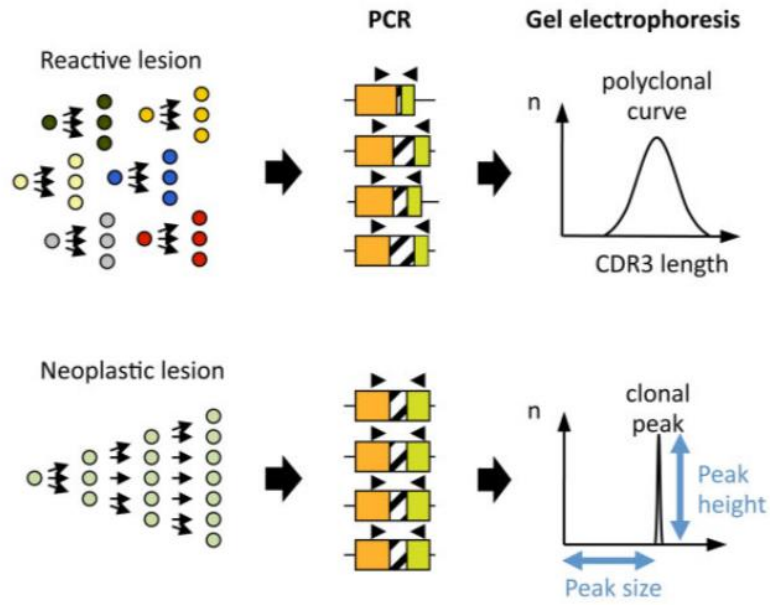 PCR
Gel electrophoresis
Reactive lesion
n
polyclonal
curve
CDR3 length
Neoplastic lesion
n
clonal
peak
Peak
height
Peak size